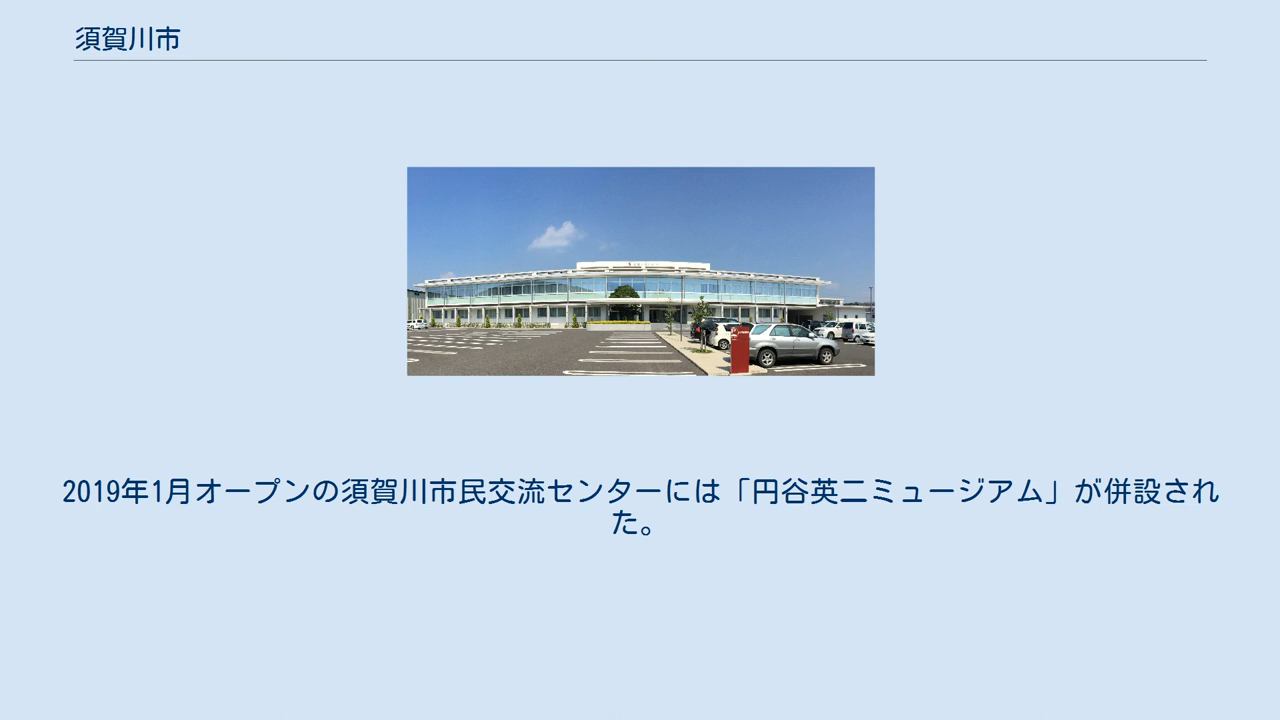 須賀川市
2019年1月オープンの須賀川市民交流センターには「円谷英二ミュージアム」が併設され
た。